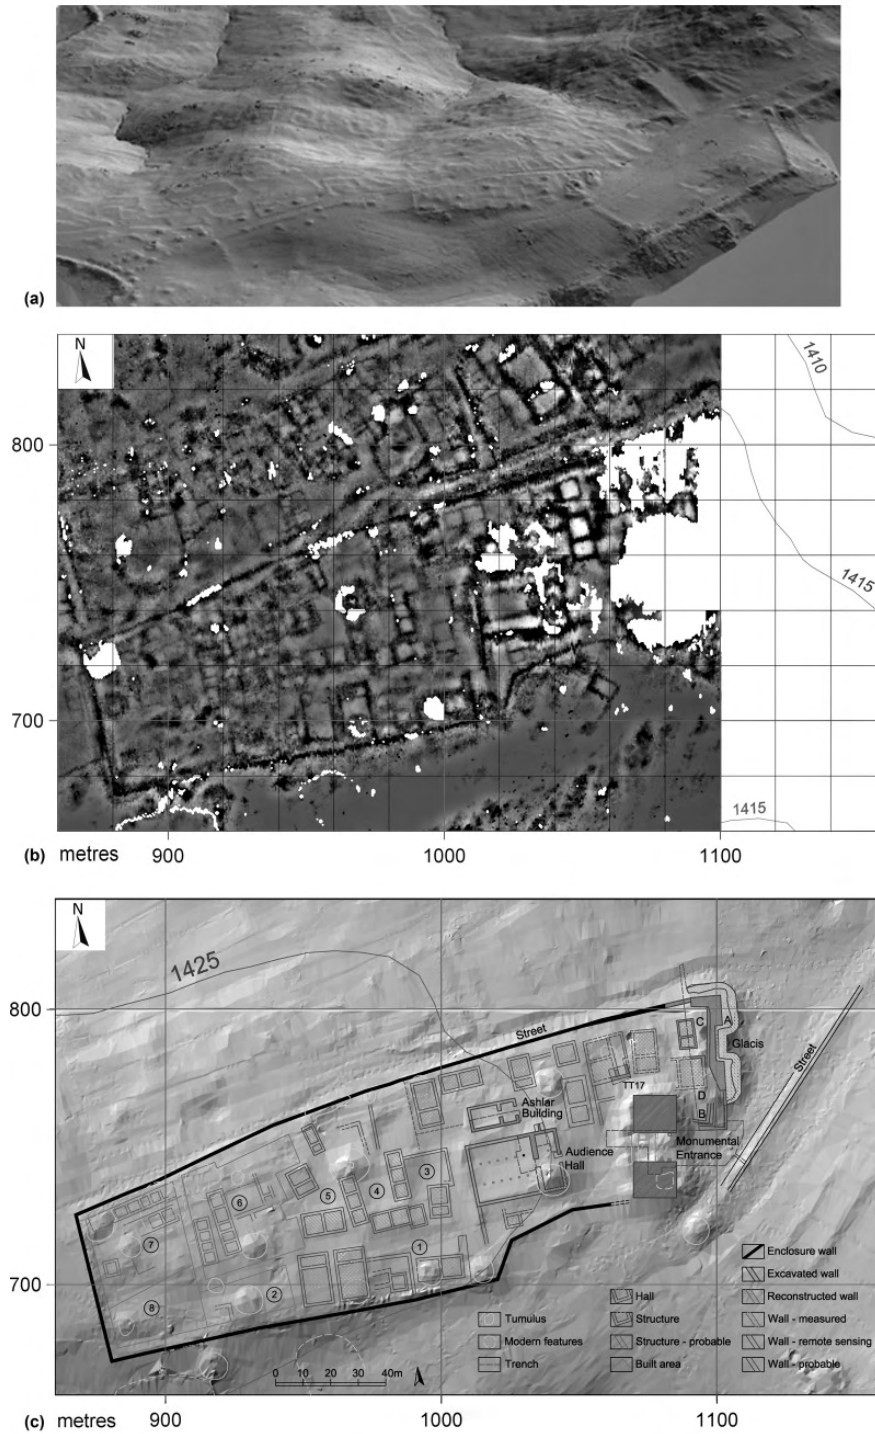 (a)
N
1410
800
1415
700
1415
(b) metres 900 1000 1100
N
1425
800
Street
C A
Glacis
Street
TT17
D
B
Ashlar
Building
Monumental
Entrance
Audience
Hall
3
5 4
6
7
1
2
8
700
Enclosure wall
Excavated wall
Hall
Reconstructed wall
Tumulus
Structure
Wall - measured
Modern features
Structure - probable
Wall - remote sensing
Trench
Built area
Wall - probable
0 10 20 30 40m
(c) metres 900 1000 1100